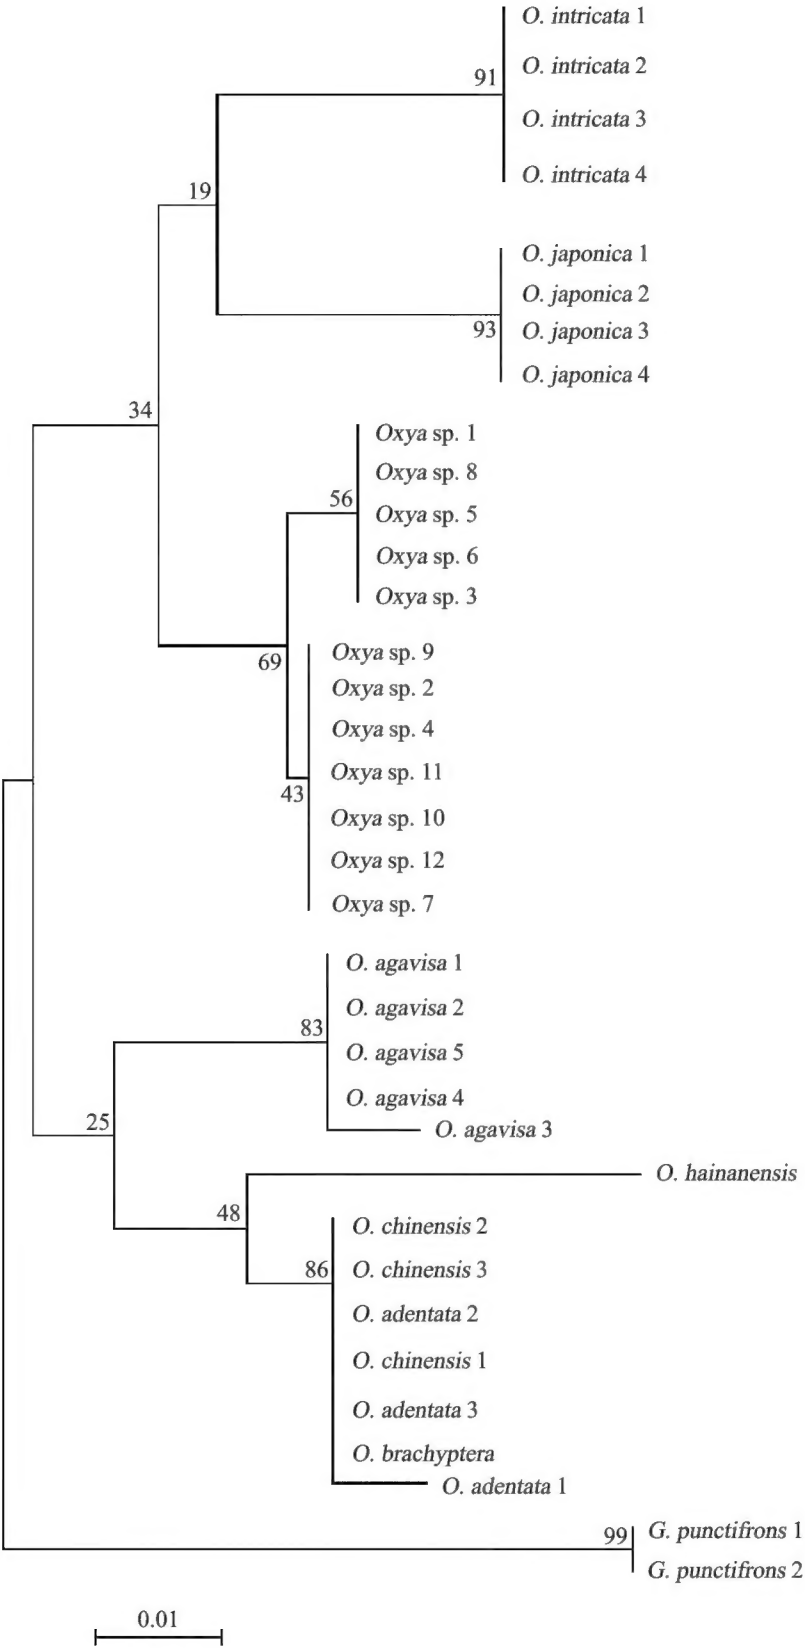 O. intricata 1
O. intricata 2
91
O. intricata 3
O. intricata 4
19
O. japonica 1
O. japonica 2
93
O. japonica 3
O. japonica 4
34
Oxya sp. 1
Oxya sp. 8
56
Oxya sp. 5
Oxya sp. 6
Oxya sp. 3
69
Oxya sp. 9
Oxya sp. 2
Oxya sp. 4
Oxya sp. 11
43
Oxya sp. 10
Oxya sp. 12
Oxya sp. 7
O. agavisa 1
O. agavisa 2
83
O. agavisa 5
O. agavisa 4
25
O. agavisa 3
O. hainanensis
48
O. chinensis 2
86
O. chinensis 3
O. adentata 2
O. chinensis 1
O. adentata 3
O. brachyptera
O. adentata 1
99
G. punctifrons 1
G. punctifrons 2
0.01